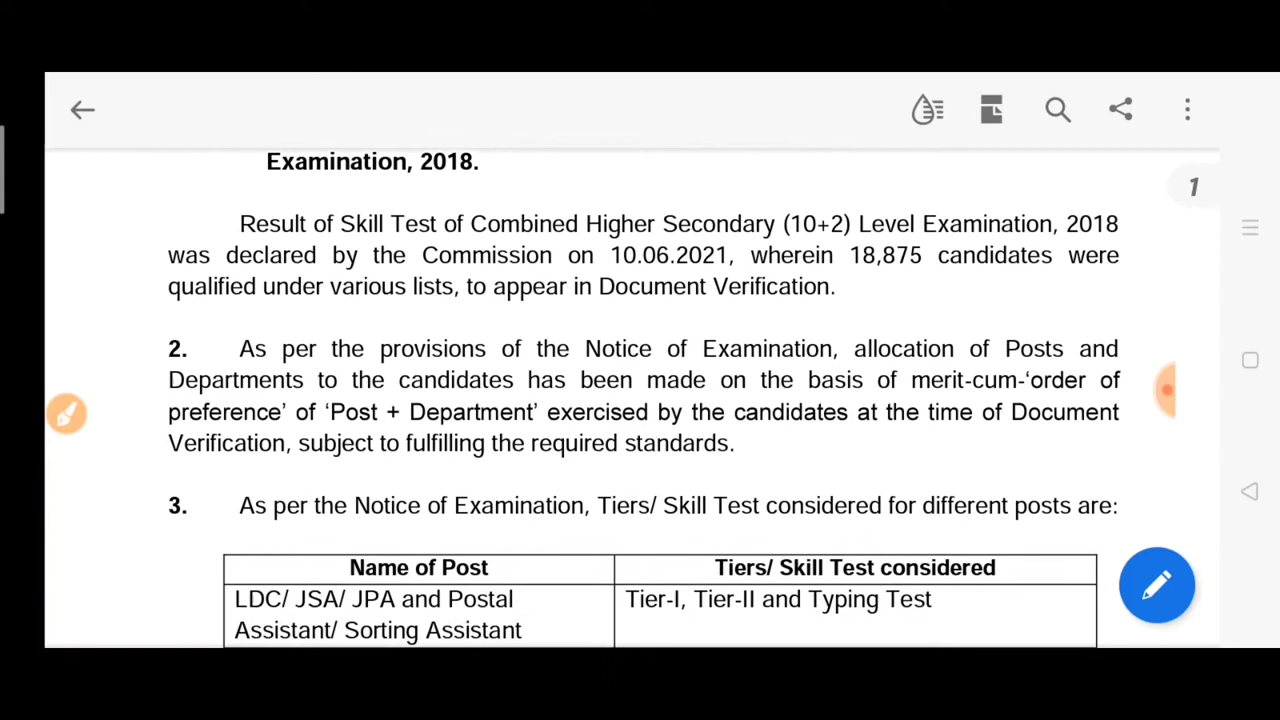 Examination, 2018.
1
Result of Skill Test of Combined Higher Secondary (10+2) Level Examination, 2018
was declared by the Commission on 10.06.2021, wherein 18,875 candidates were
qualified under various lists, to appear in Document Verification.
2. As per the provisions of the Notice of Examination, allocation of Posts and
Departments to the candidates has been made on the basis of merit-cum-‘order of
preference’ of ‘Post + Department’ exercised by the candidates at the time of Document
Verification, subject to fulfilling the required standards.
3. As per the Notice of Examination, Tiers/ Skill Test considered for different posts are:
Name of Post Tiers/ Skill Test considered
LDC/ JSA/ JPA and Postal Tier-I, Tier-II and Typing Test
Assistant/ Sorting Assistant